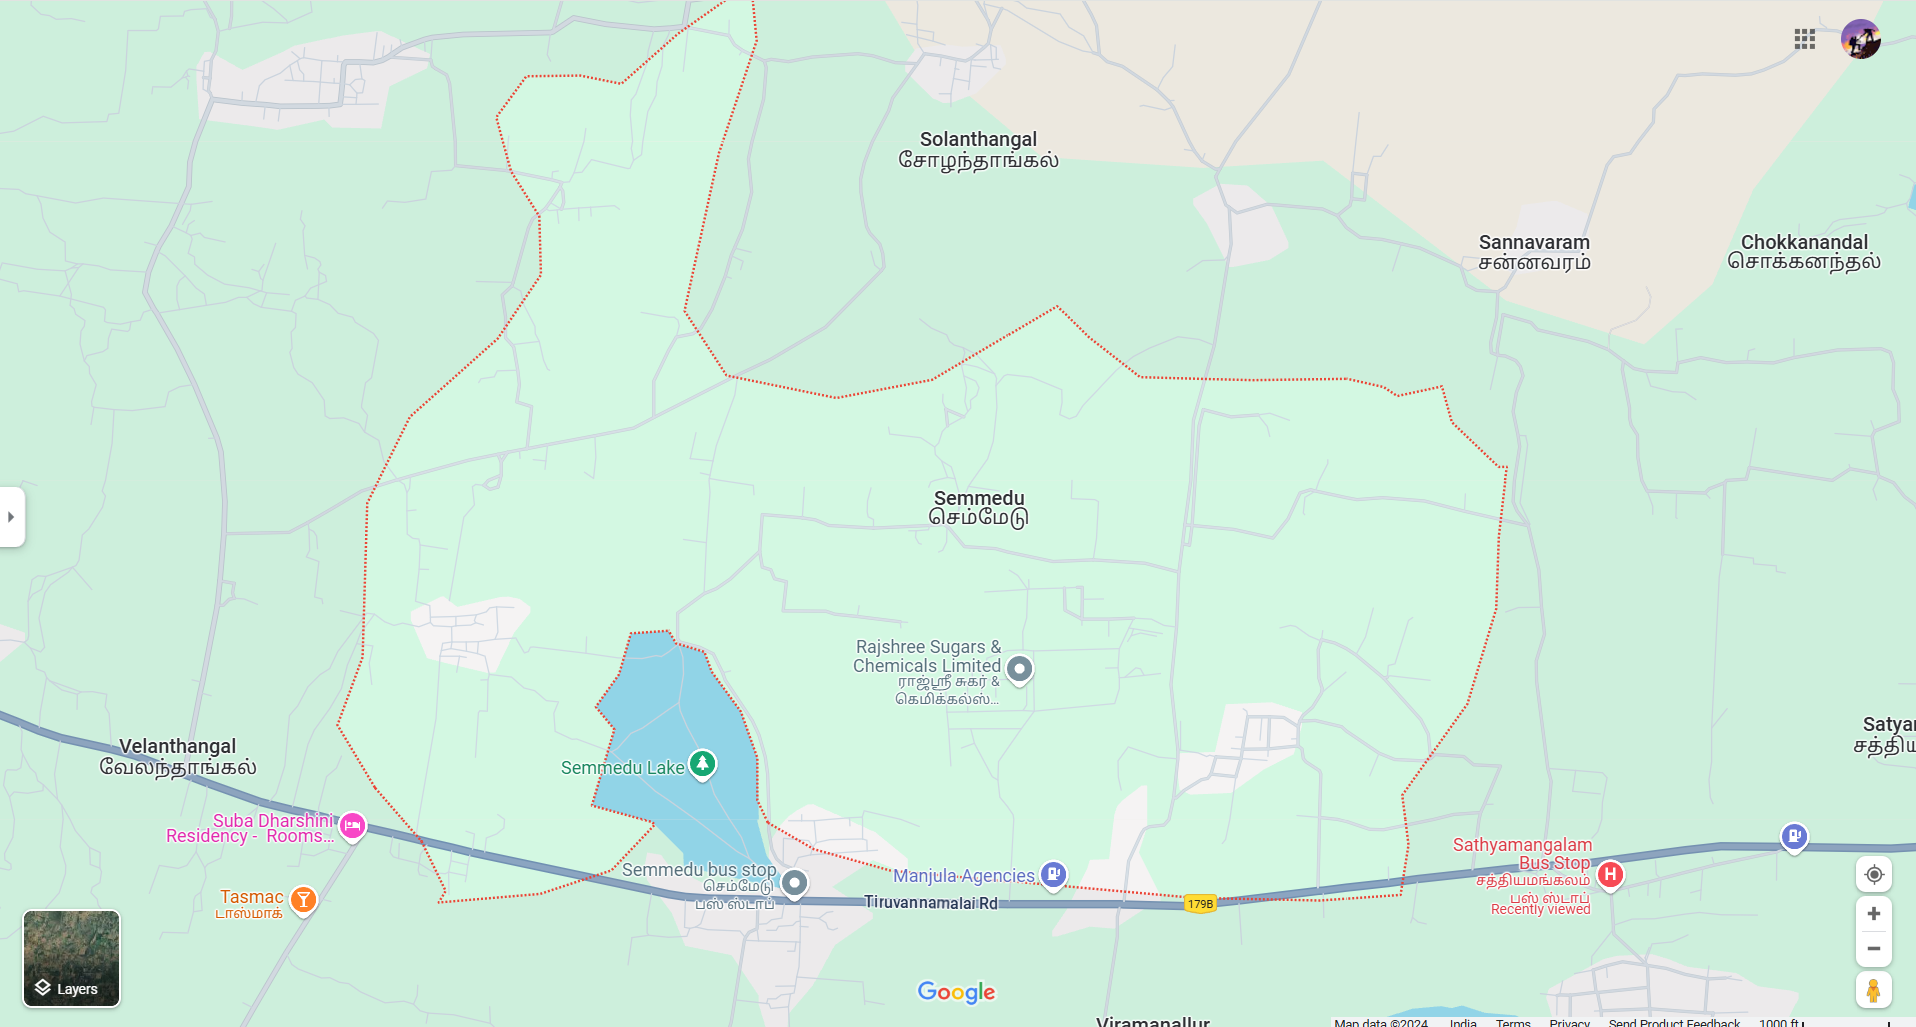 Solanthangal
சோழந்தாங்கல்
Sannavaram
சன்னவரம்
Chokkanandal
சொக்கனந்தல்
Semmedu
செம்மேடு
Rajshree Sugars &
Chemicals Limited
ராஜ்ஸ்ரீ சுகர் &
கெமிக்கல்ஸ்...
Velanthangal
வேலந்தாங்கல்
Satya
சத்திய
Semmedu Lake
Suba Dharshini
Residency - Rooms...
Tasmac
டாஸ்மாக்
Semmedu bus stop
செம்மேடு
பஸ் ஸ்டாப்
Manjula Agencies
Tiruvannamalai Rd
179B
Sathyamangalam
Bus Stop
சத்தியமங்கலம்
பஸ் ஸ்டாப்
Recently viewed
H
Layers
Google
Viramanallur
Map data ©2024 India Terms Privacy Send Product Feedback 1000 ft